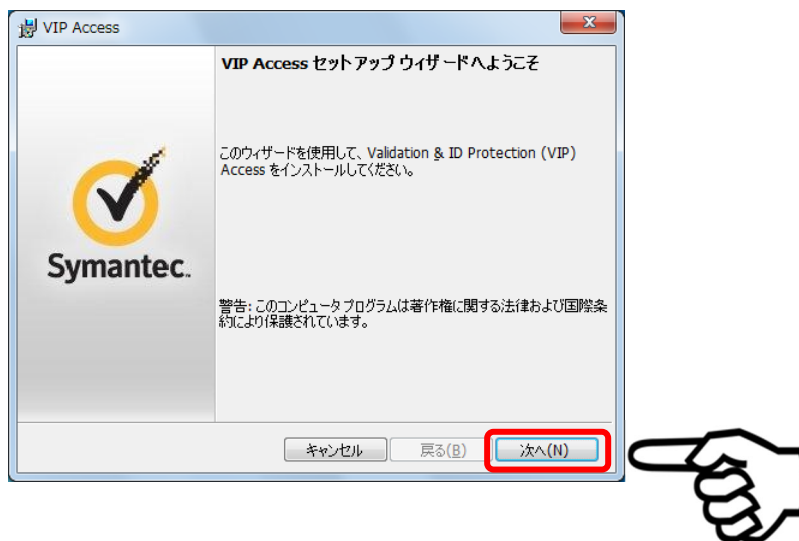 VIP Access
VIP Access セットアップ ウィザードへようこそ
このウィザードを使用して、Validation & ID Protection (VIP)
Access をインストールしてください。
Symantec.
警告: このコンピュータ プログラムは著作権に関する法律および国際条
約により保護されています。
キャンセル 戻る(B) 次へ(N)